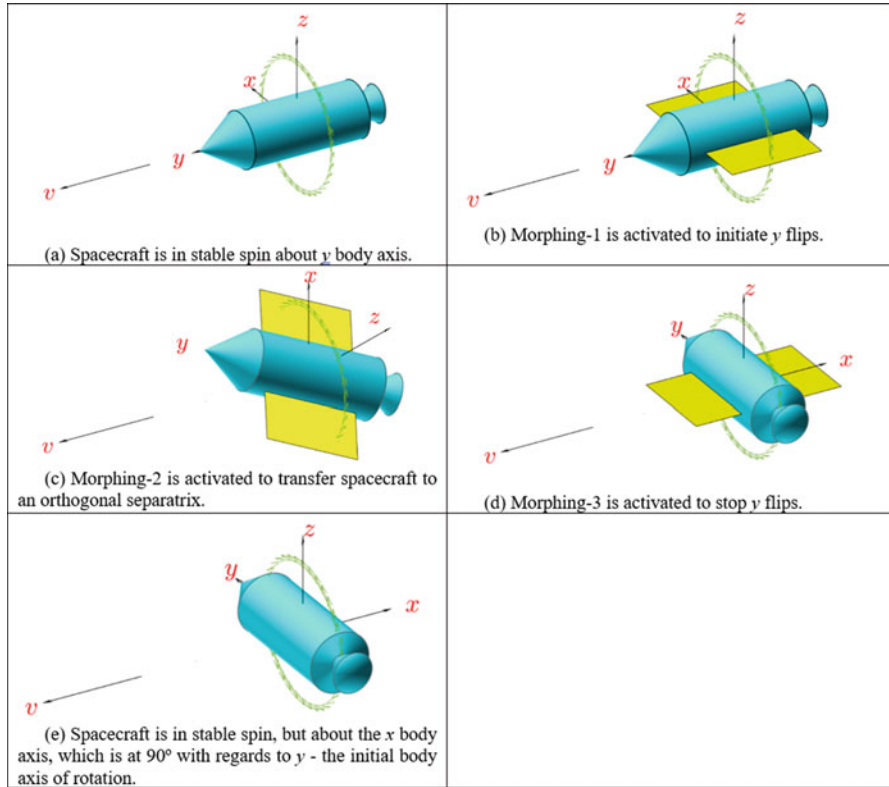 z
x
y
v
(a) Spacecraft is in stable spin about y body axis.
z
x
y
v
(b) Morphing-1 is activated to initiate y flips.
x
z
y
v
(c) Morphing-2 is activated to transfer spacecraft to
an orthogonal separatrix.
z
y
x
v
(d) Morphing-3 is activated to stop y flips.
z
y
x
v
(e) Spacecraft is in stable spin, but about the x body
axis, which is at 90º with regards to y - the initial body
axis of rotation.